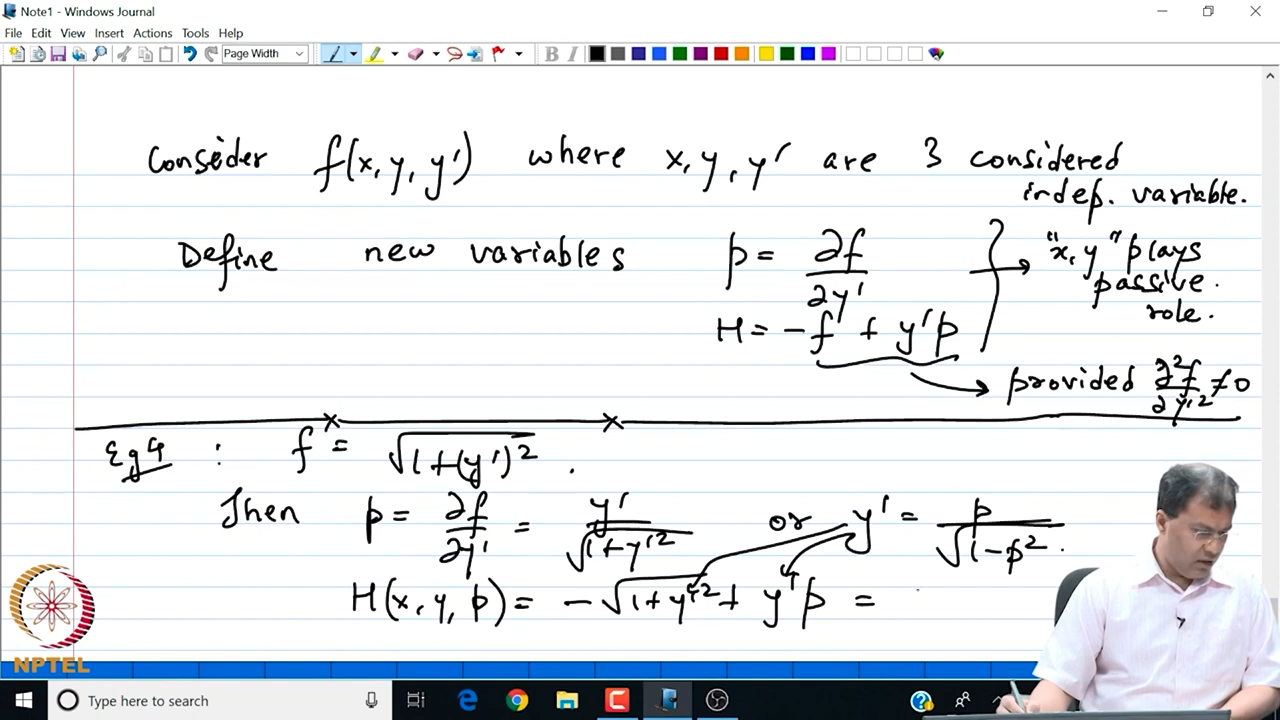 Note1 - Windows Journal
File Edit View Insert Actions Tools Help
Page Width
Consider f(x, y, y') where x, y, y' are 3 considered
indep. variable.
Define new variables p = ∂f/∂y'
"x, y" plays
passive.
role.
H = -f + y'p
provided ∂²f/∂y'² ≠ 0
Eg 4 : f = √(1+(y')²) .
Then p = ∂f/∂y' = y'/√(1+y'²) or y' = p/√(1-p²) .
H(x, y, p) = -√(1+y'²) + y'p =
NPTEL
Type here to search